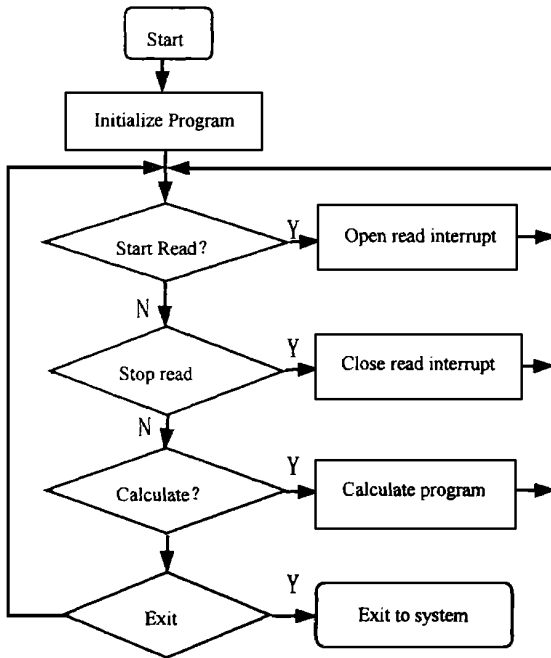 Start
Initialize Program
Start Read?
Y
Open read interrupt
N
Stop read
Y
Close read interrupt
N
Calculate?
Y
Calculate program
Exit
Y
Exit to system